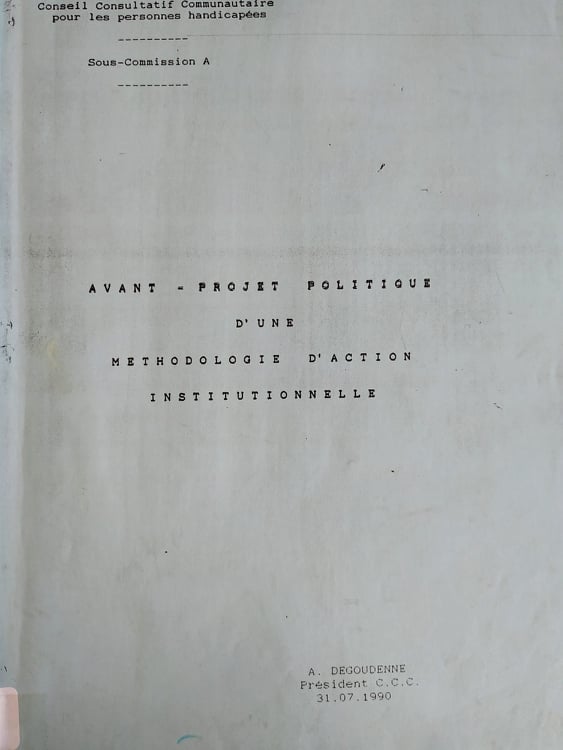 Conseil Consultatif Communautaire
pour les personnes handicapées
----------
Sous-Commission A
----------
AVANT - PROJET POLITIQUE
D'UNE
METHODOLOGIE D'ACTION
INSTITUTIONNELLE
A. DEGOUDENNE
Président C.C.C.
31.07.1990